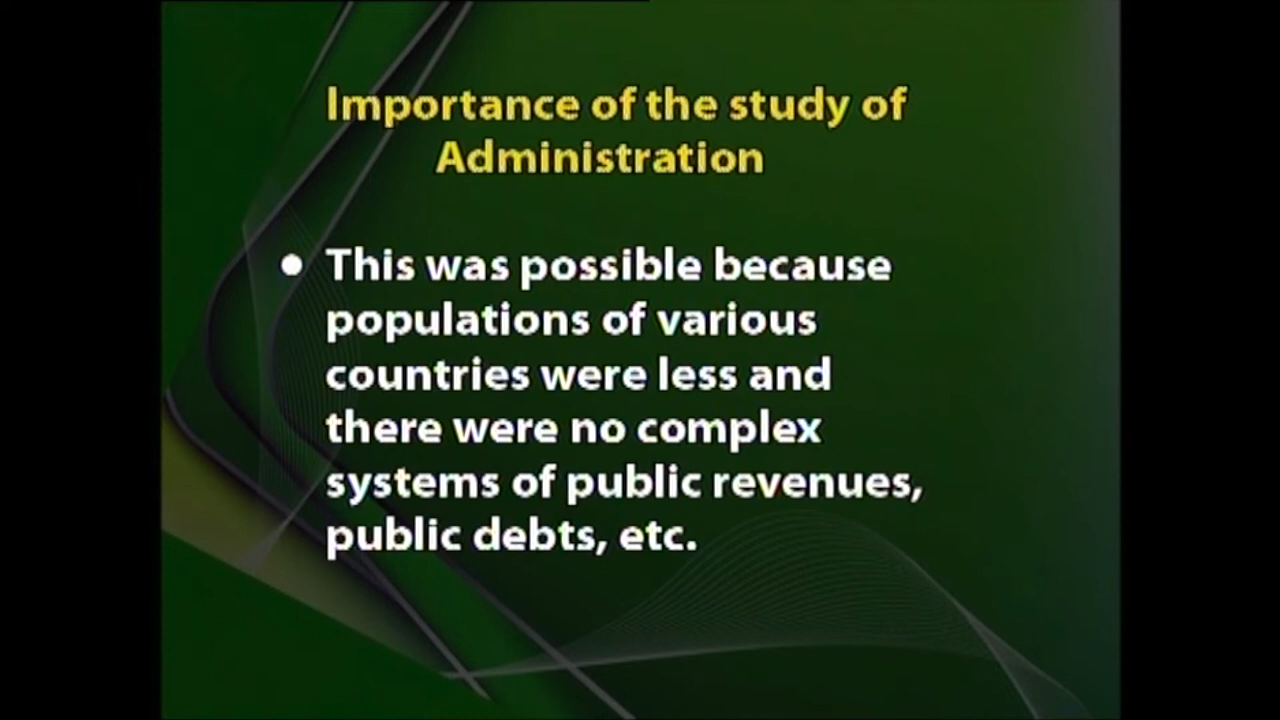 Importance of the study of
Administration
• This was possible because
populations of various
countries were less and
there were no complex
systems of public revenues,
public debts, etc.